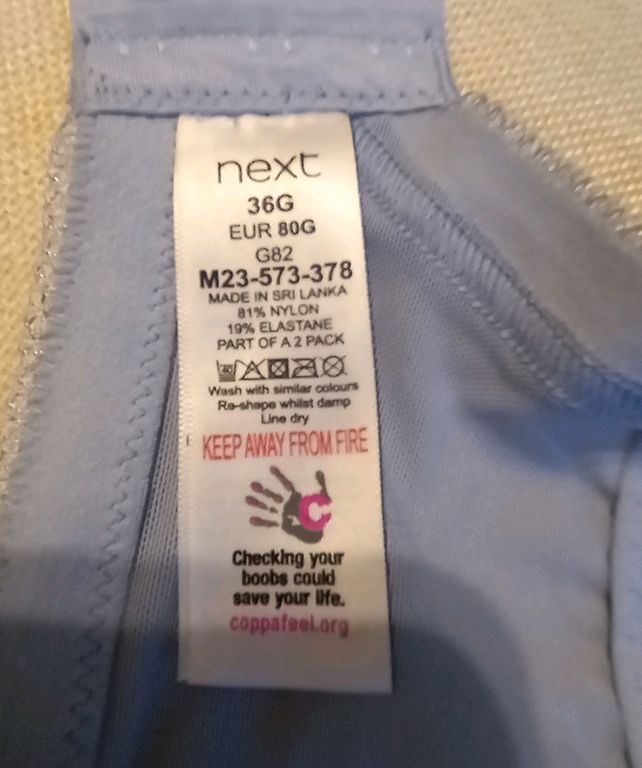 next
36G
EUR 80G
G82
M23-573-378
MADE IN SRI LANKA
81% NYLON
19% ELASTANE
PART OF A 2 PACK
Wash with similar colours
Re-shape whilst damp
Line dry
KEEP AWAY FROM FIRE
C
Checking your
boobs could
save your life.
coppafeel.org